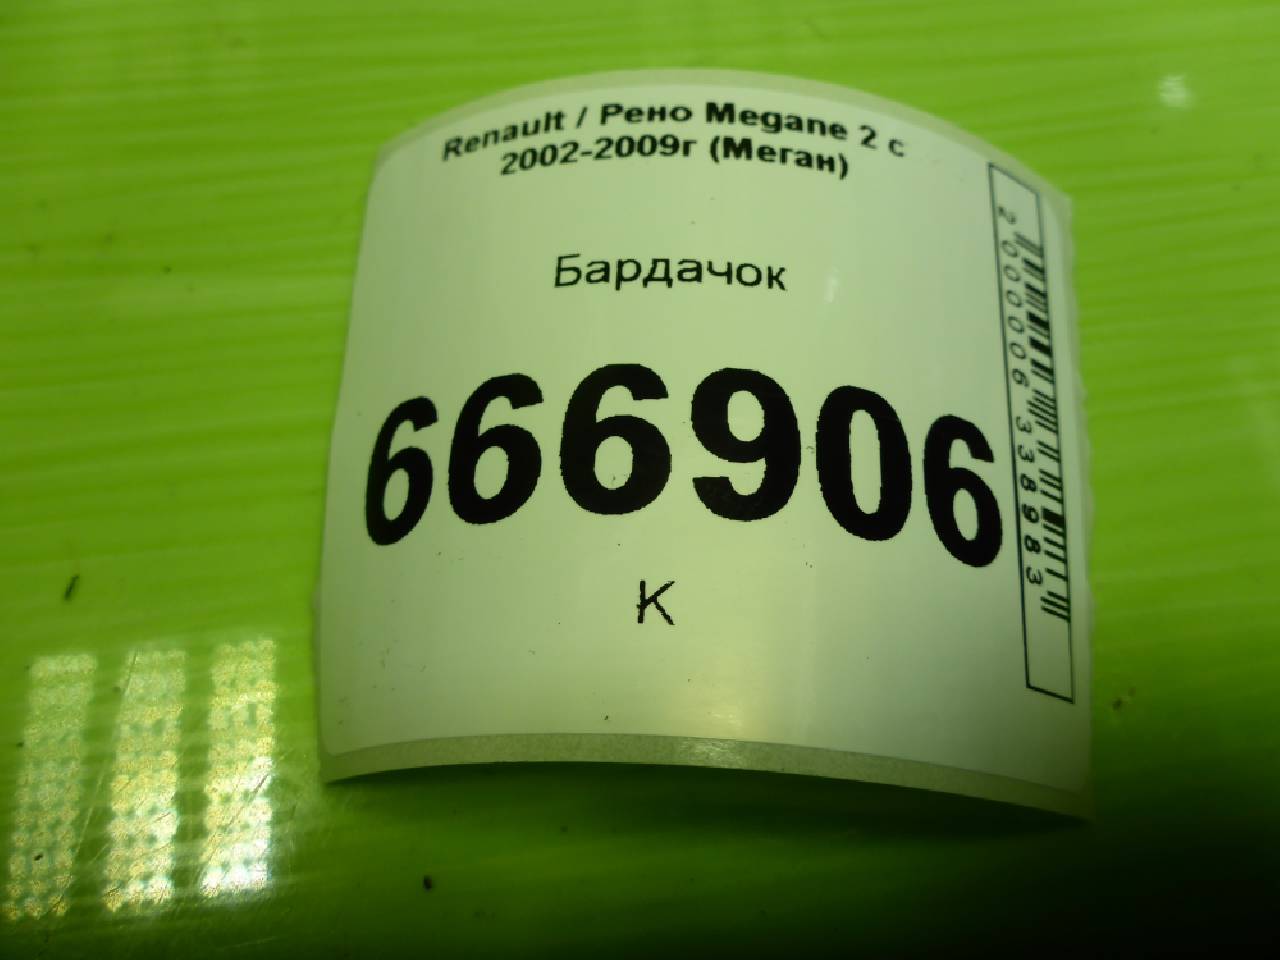 Renault / Рено Megane 2 с
2002-2009г (Меган)
Бардачок
666906
К
2000006338983